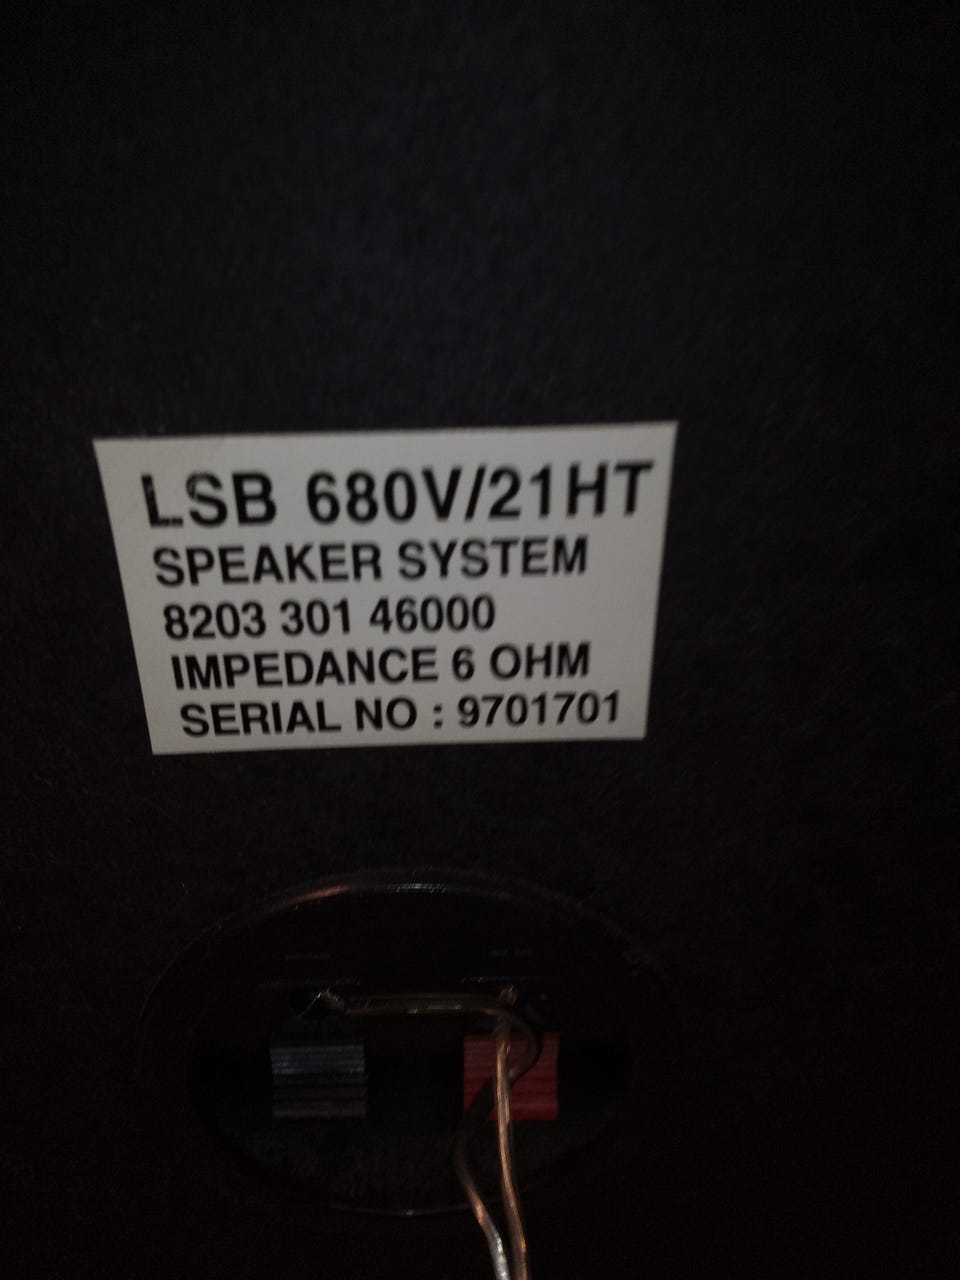 LSB 680V/21HT
SPEAKER SYSTEM
8203 301 46000
IMPEDANCE 6 OHM
SERIAL NO : 9701701